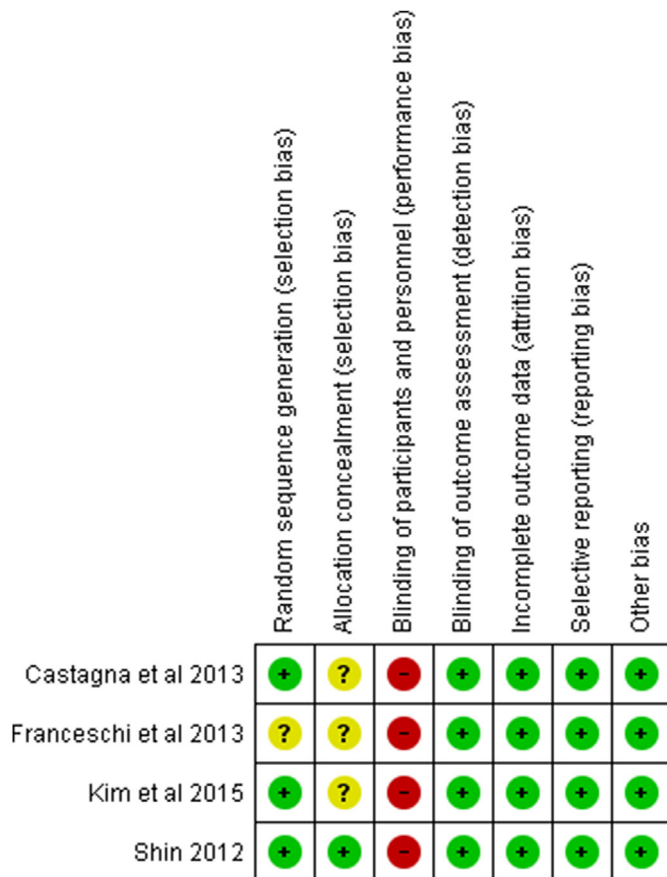 Random sequence generation (selection bias)
Allocation concealment (selection bias)
Blinding of participants and personnel (performance bias)
Blinding of outcome assessment (detection bias)
Incomplete outcome data (attrition bias)
Selective reporting (reporting bias)
Other bias
Castagna et al 2013 + ? - + + + +
Franceschi et al 2013 ? ? - + + + +
Kim et al 2015 + ? - + + + +
Shin 2012 + + - + + + +